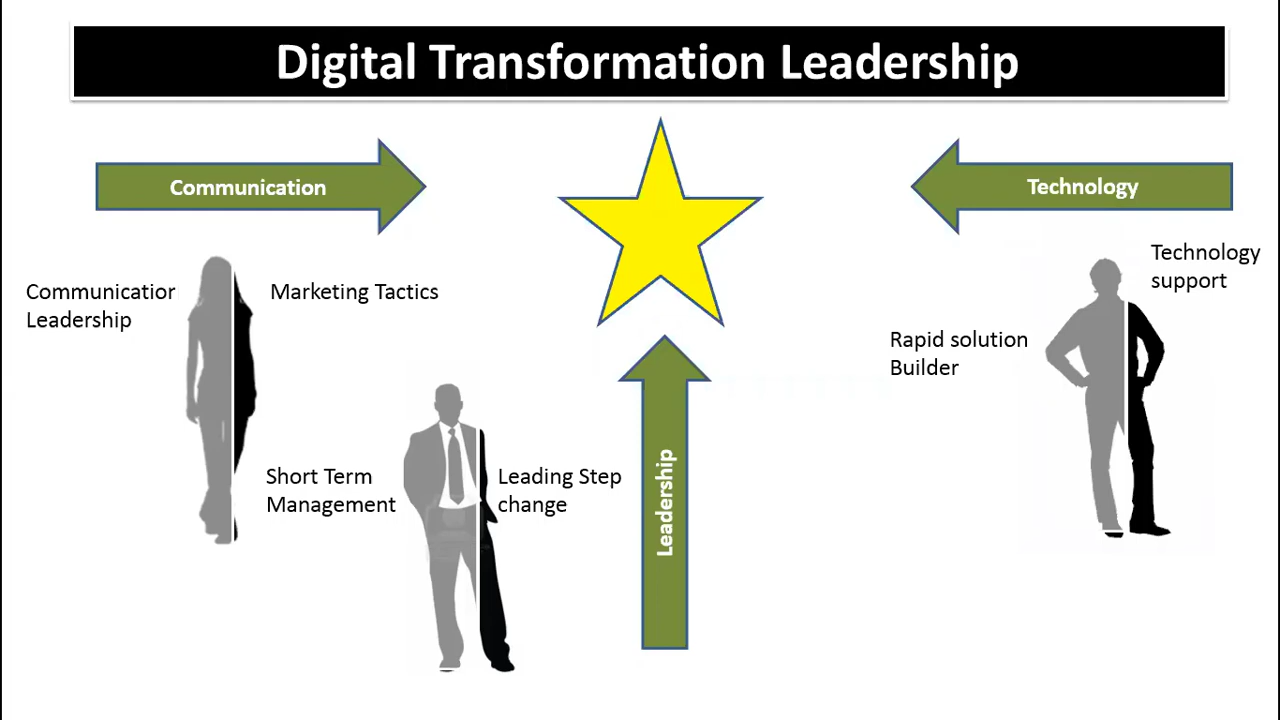 Digital Transformation Leadership
Communication
Technology
Technology
support
Communication
Leadership
Marketing Tactics
Rapid solution
Builder
Short Term
Management
Leading Step
change
Leadership